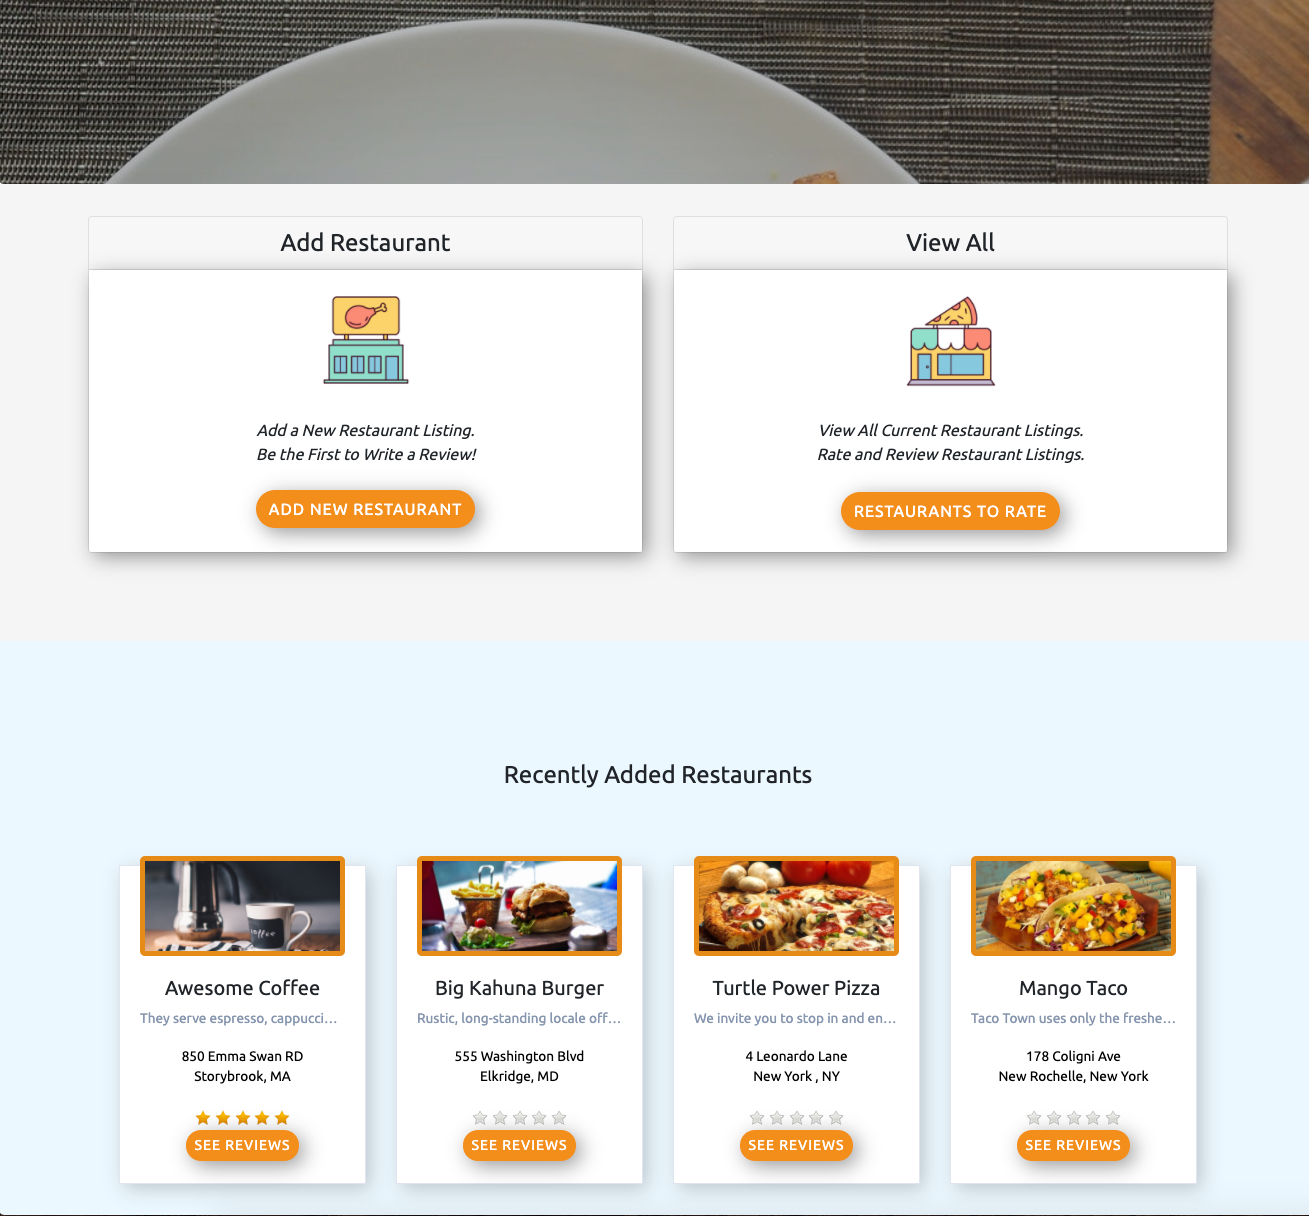 Add Restaurant
View All
Add a New Restaurant Listing.
Be the First to Write a Review!
ADD NEW RESTAURANT
View All Current Restaurant Listings.
Rate and Review Restaurant Listings.
RESTAURANTS TO RATE
Recently Added Restaurants
coffee
Awesome Coffee
They serve espresso, cappucci...
850 Emma Swan RD
Storybrook, MA
SEE REVIEWS
Big Kahuna Burger
Rustic, long-standing locale off...
555 Washington Blvd
Elkridge, MD
SEE REVIEWS
Turtle Power Pizza
We invite you to stop in and en...
4 Leonardo Lane
New York , NY
SEE REVIEWS
Mango Taco
Taco Town uses only the freshe...
178 Coligni Ave
New Rochelle, New York
SEE REVIEWS